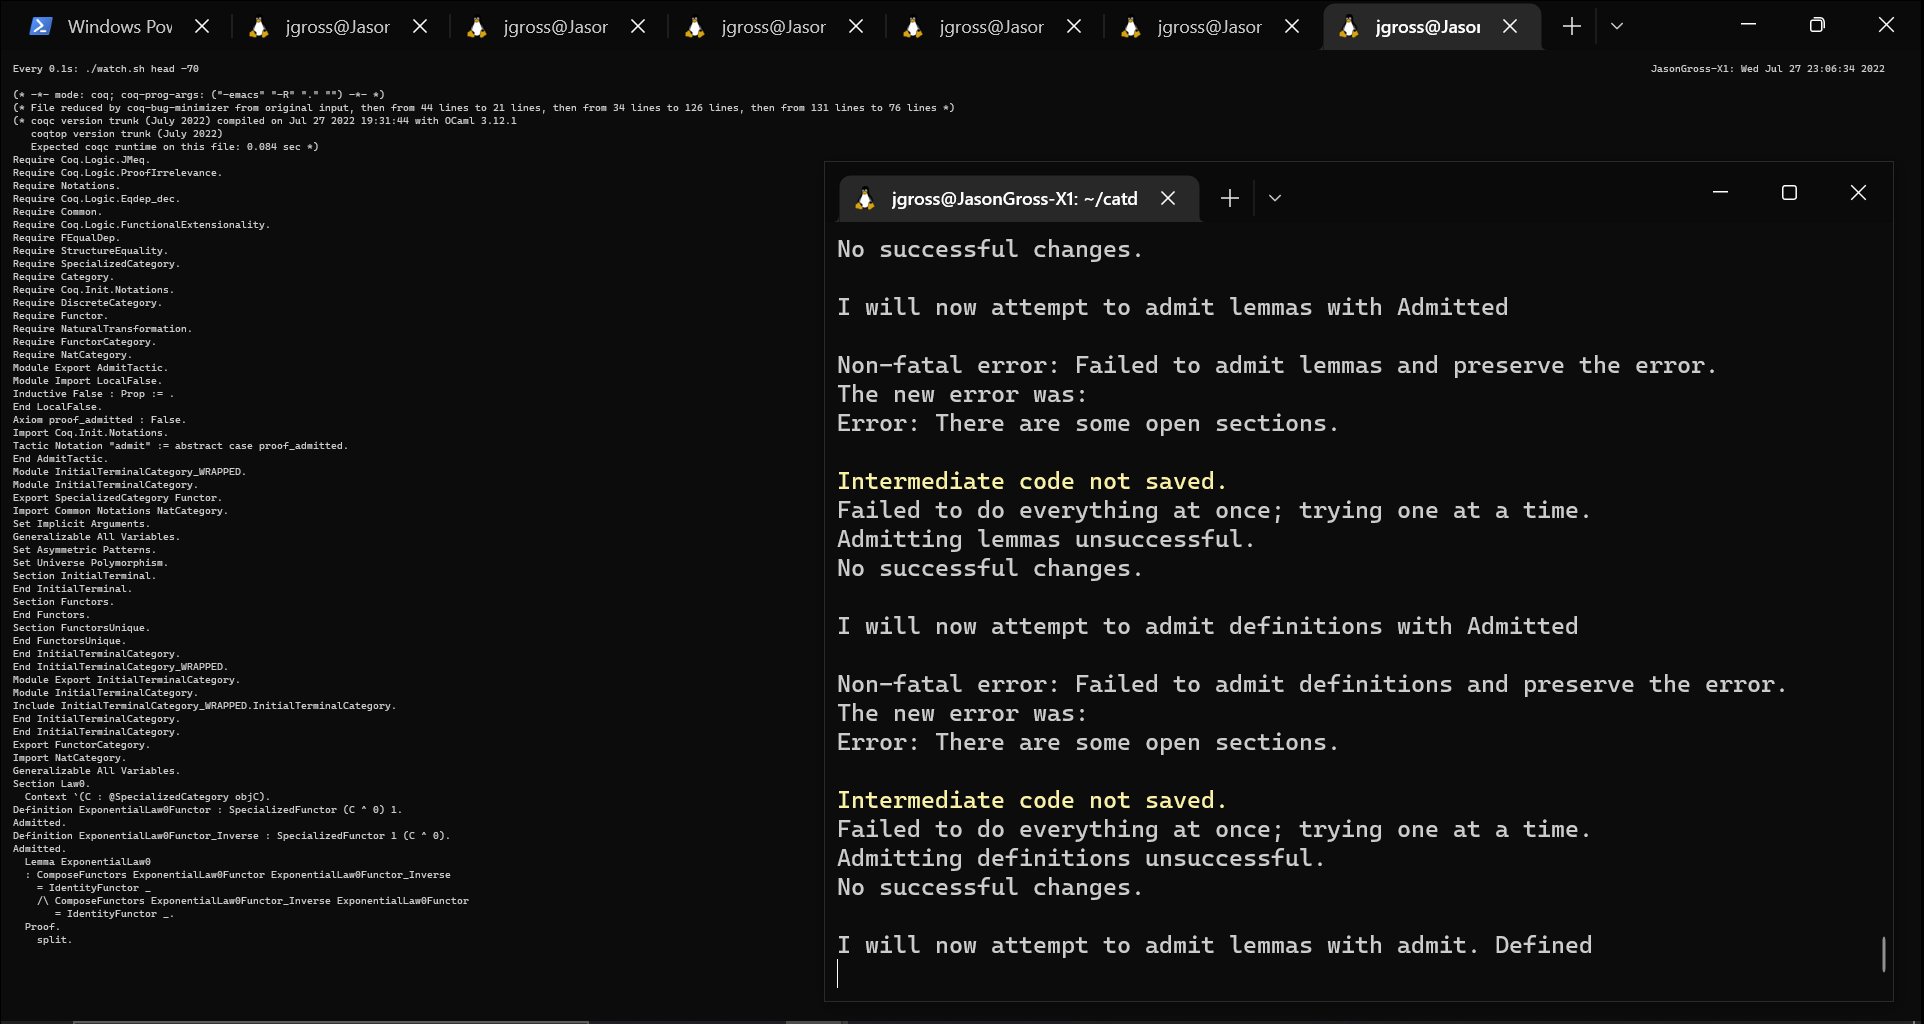 Windows Pov
jgross@Jasor
jgross@Jasor
jgross@Jasor
jgross@Jasor
jgross@Jasor
jgross@Jasor
Every 0.1s: ./watch.sh head -70
JasonGross-X1: Wed Jul 27 23:06:34 2022
(* -*- mode: coq; coq-prog-args: ("-emacs" "-R" "." "") -*- *)
(* File reduced by coq-bug-minimizer from original input, then from 44 lines to 21 lines, then from 34 lines to 126 lines, then from 131 lines to 76 lines *)
(* coqc version trunk (July 2022) compiled on Jul 27 2022 19:31:44 with OCaml 3.12.1
coqtop version trunk (July 2022)
Expected coqc runtime on this file: 0.084 sec *)
Require Coq.Logic.JMeq.
Require Coq.Logic.ProofIrrelevance.
Require Notations.
Require Coq.Logic.Eqdep_dec.
Require Common.
Require Coq.Logic.FunctionalExtensionality.
Require FEqualDep.
Require StructureEquality.
Require SpecializedCategory.
Require Category.
Require Coq.Init.Notations.
Require DiscreteCategory.
Require Functor.
Require NaturalTransformation.
Require FunctorCategory.
Require NatCategory.
Module Export AdmitTactic.
Module Import LocalFalse.
Inductive False : Prop := .
End LocalFalse.
Axiom proof_admitted : False.
Import Coq.Init.Notations.
Tactic Notation "admit" := abstract case proof_admitted.
End AdmitTactic.
Module InitialTerminalCategory_WRAPPED.
Module InitialTerminalCategory.
Export SpecializedCategory Functor.
Import Common Notations NatCategory.
Set Implicit Arguments.
Generalizable All Variables.
Set Asymmetric Patterns.
Set Universe Polymorphism.
Section InitialTerminal.
End InitialTerminal.
Section Functors.
End Functors.
Section FunctorsUnique.
End FunctorsUnique.
End InitialTerminalCategory.
End InitialTerminalCategory_WRAPPED.
Module Export InitialTerminalCategory.
Module InitialTerminalCategory.
Include InitialTerminalCategory_WRAPPED.InitialTerminalCategory.
End InitialTerminalCategory.
End InitialTerminalCategory.
Export FunctorCategory.
Import NatCategory.
Generalizable All Variables.
Section Law0.
Context `(C : @SpecializedCategory objC).
Definition ExponentialLaw0Functor : SpecializedFunctor (C ^ 0) 1.
Admitted.
Definition ExponentialLaw0Functor_Inverse : SpecializedFunctor 1 (C ^ 0).
Admitted.
Lemma ExponentialLaw0
: ComposeFunctors ExponentialLaw0Functor ExponentialLaw0Functor_Inverse
= IdentityFunctor _
/\ ComposeFunctors ExponentialLaw0Functor_Inverse ExponentialLaw0Functor
= IdentityFunctor _.
Proof.
split.
jgross@JasonGross-X1: ~/catd
No successful changes.
I will now attempt to admit lemmas with Admitted
Non-fatal error: Failed to admit lemmas and preserve the error.
The new error was:
Error: There are some open sections.
Intermediate code not saved.
Failed to do everything at once; trying one at a time.
Admitting lemmas unsuccessful.
No successful changes.
I will now attempt to admit definitions with Admitted
Non-fatal error: Failed to admit definitions and preserve the error.
The new error was:
Error: There are some open sections.
Intermediate code not saved.
Failed to do everything at once; trying one at a time.
Admitting definitions unsuccessful.
No successful changes.
I will now attempt to admit lemmas with admit. Defined